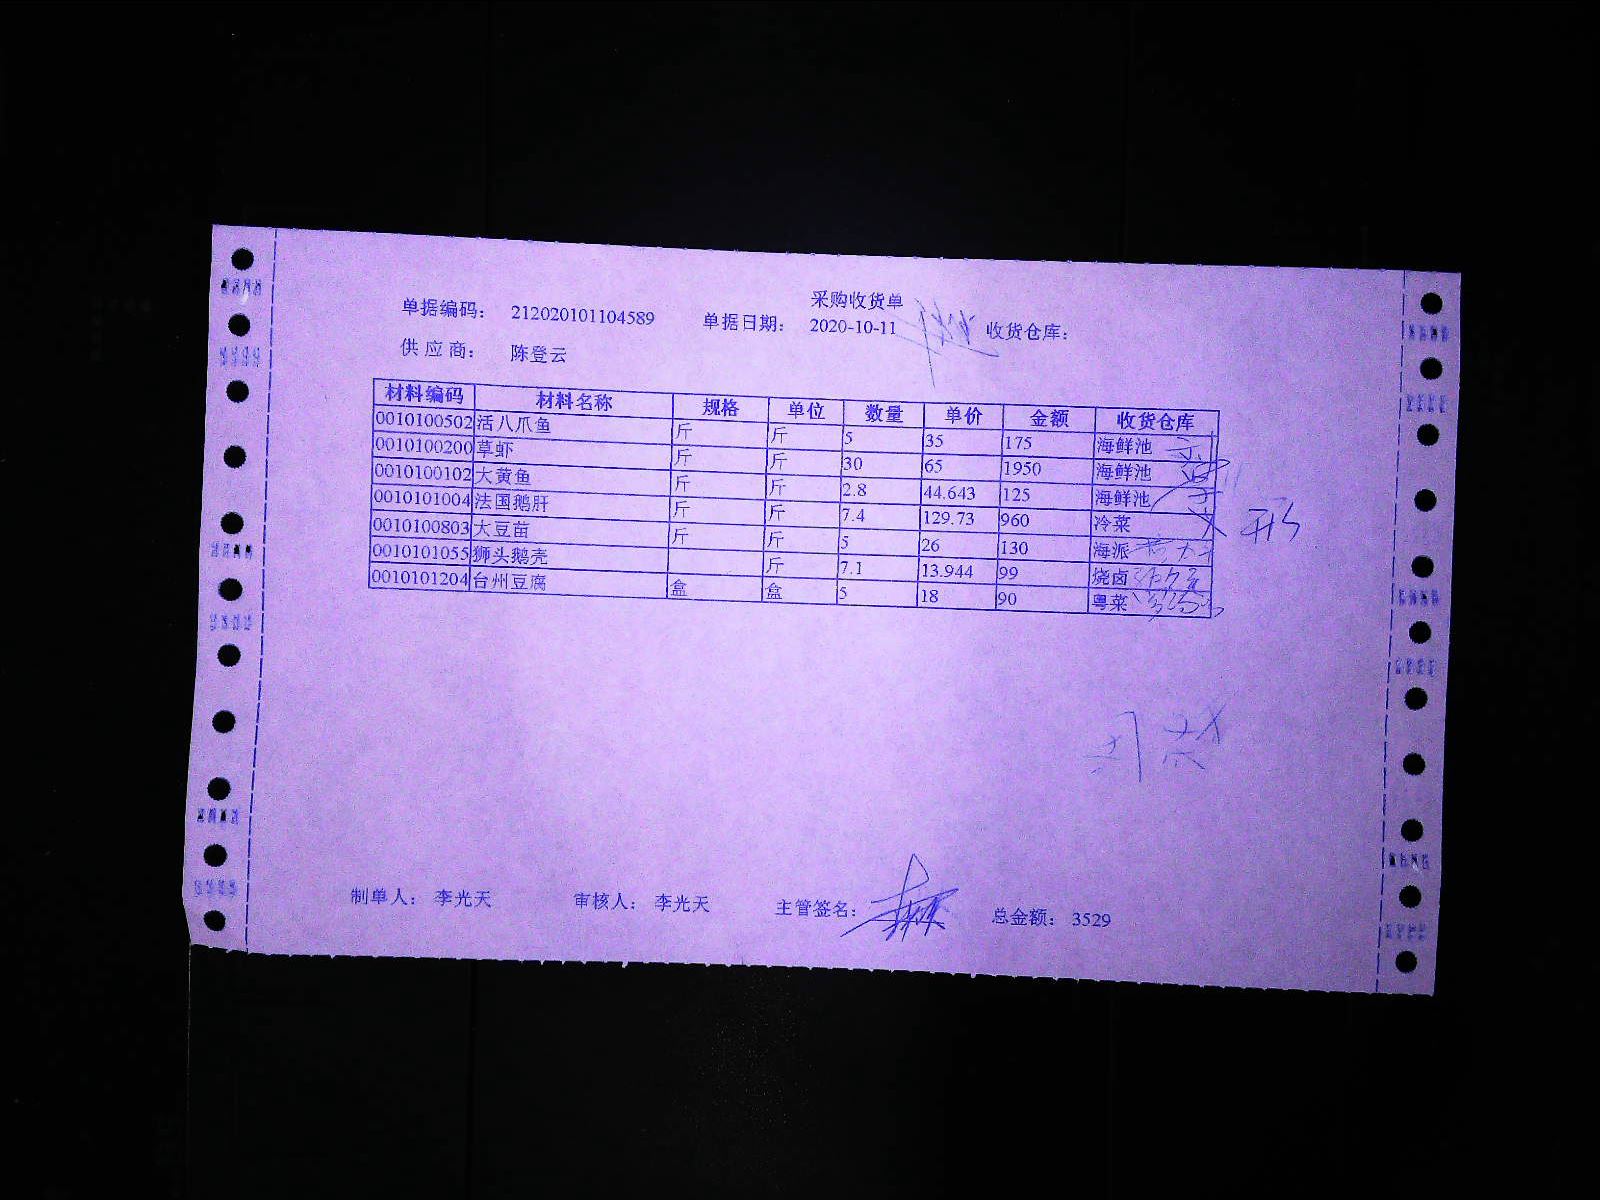 采购收货单
单据编码： 212020101104589 单据日期： 2020-10-11 收货仓库：
供应商： 陈登云
材料编码 材料名称 规格 单位 数量 单价 金额 收货仓库
0010100502 活八爪鱼 斤 斤 5 35 175 海鲜池
0010100200 草虾 斤 斤 30 65 1950 海鲜池
0010100102 大黄鱼 斤 斤 2.8 44.643 125 海鲜池
0010101004 法国鹅肝 斤 斤 7.4 129.73 960 冷菜
0010100803 大豆苗 斤 斤 5 26 130 海派
0010101055 狮头鹅壳 斤 7.1 13.944 99 烧卤
0010101204 台州豆腐 盒 盒 5 18 90 粤菜
制单人： 李光天 审核人： 李光天 主管签名： 总金额： 3529